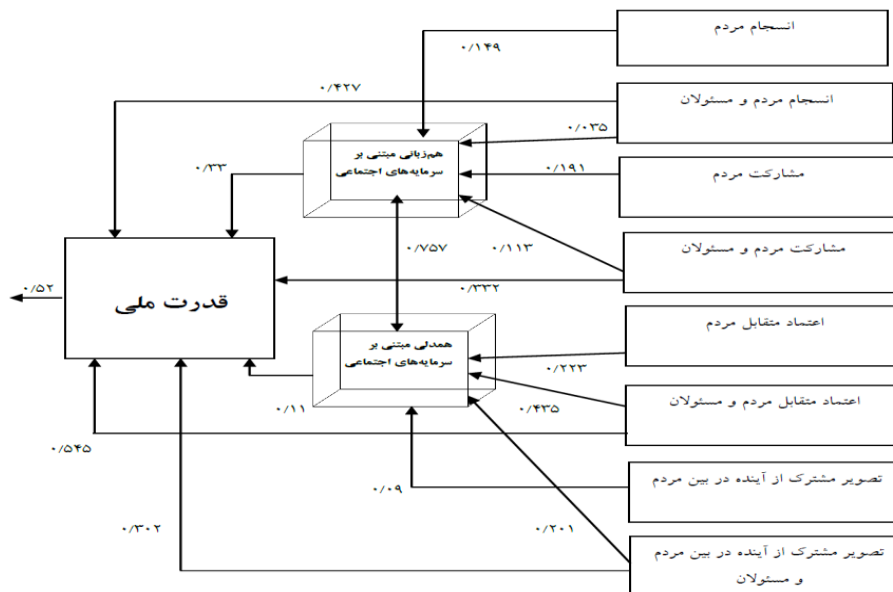 انسجام مردم
۰/۱۴۹
۰/۴۲۷
انسجام مردم و مسئولان
۰/۰۳۵
هم‌زبانی مبتنی بر
سرمایه‌های اجتماعی
۰/۳۳
۰/۱۹۱
مشارکت مردم
۰/۷۵۷
۰/۱۱۳
مشارکت مردم و مسئولان
۰/۵۲
قدرت ملی
۰/۳۳۲
همدلی مبتنی بر
سرمایه‌های اجتماعی
اعتماد متقابل مردم
۰/۲۲۳
۰/۱۱
۰/۴۳۵
اعتماد متقابل مردم و مسئولان
۰/۵۴۵
۰/۰۹
تصویر مشترک از آینده در بین مردم
۰/۳۰۲
۰/۲۰۱
تصویر مشترک از آینده در بین مردم
و مسئولان